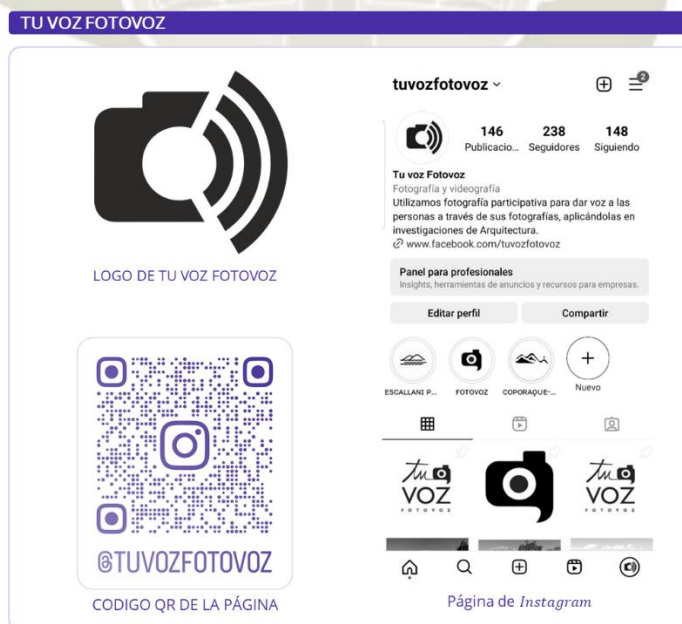 TU VOZ FOTOVOZ
LOGO DE TU VOZ FOTOVOZ
@TUVOZFOTOVOZ
CODIGO QR DE LA PÁGINA
tuvozfotovoz
2
146 238 148
Publicacio... Seguidores Siguiendo
Tu voz Fotovoz
Fotografía y videografía
Utilizamos fotografía participativa para dar voz a las
personas a través de sus fotografías, aplicándolas en
investigaciones de Arquitectura.
www.facebook.com/tuvozfotovoz
Panel para profesionales
Insights, herramientas de anuncios y recursos para empresas.
Editar perfil Compartir
ESCALLANI P... FOTOVOZ COPORAQUE-... Nuevo
tu
VOZ
FOTOVOZ
tu
VOZ
FOTOVOZ
Página de Instagram